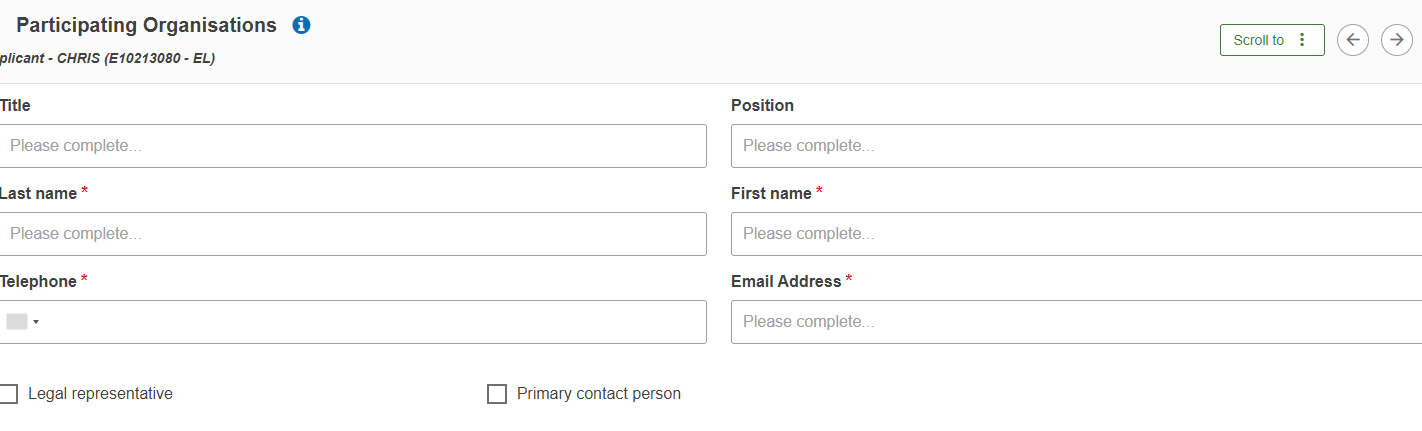 Participating Organisations
plicant - CHRIS (E10213080 - EL)
Scroll to
Title
Position
Please complete...
Please complete...
Last name *
First name *
Please complete...
Please complete...
Telephone *
Email Address *
Please complete...
Legal representative
Primary contact person